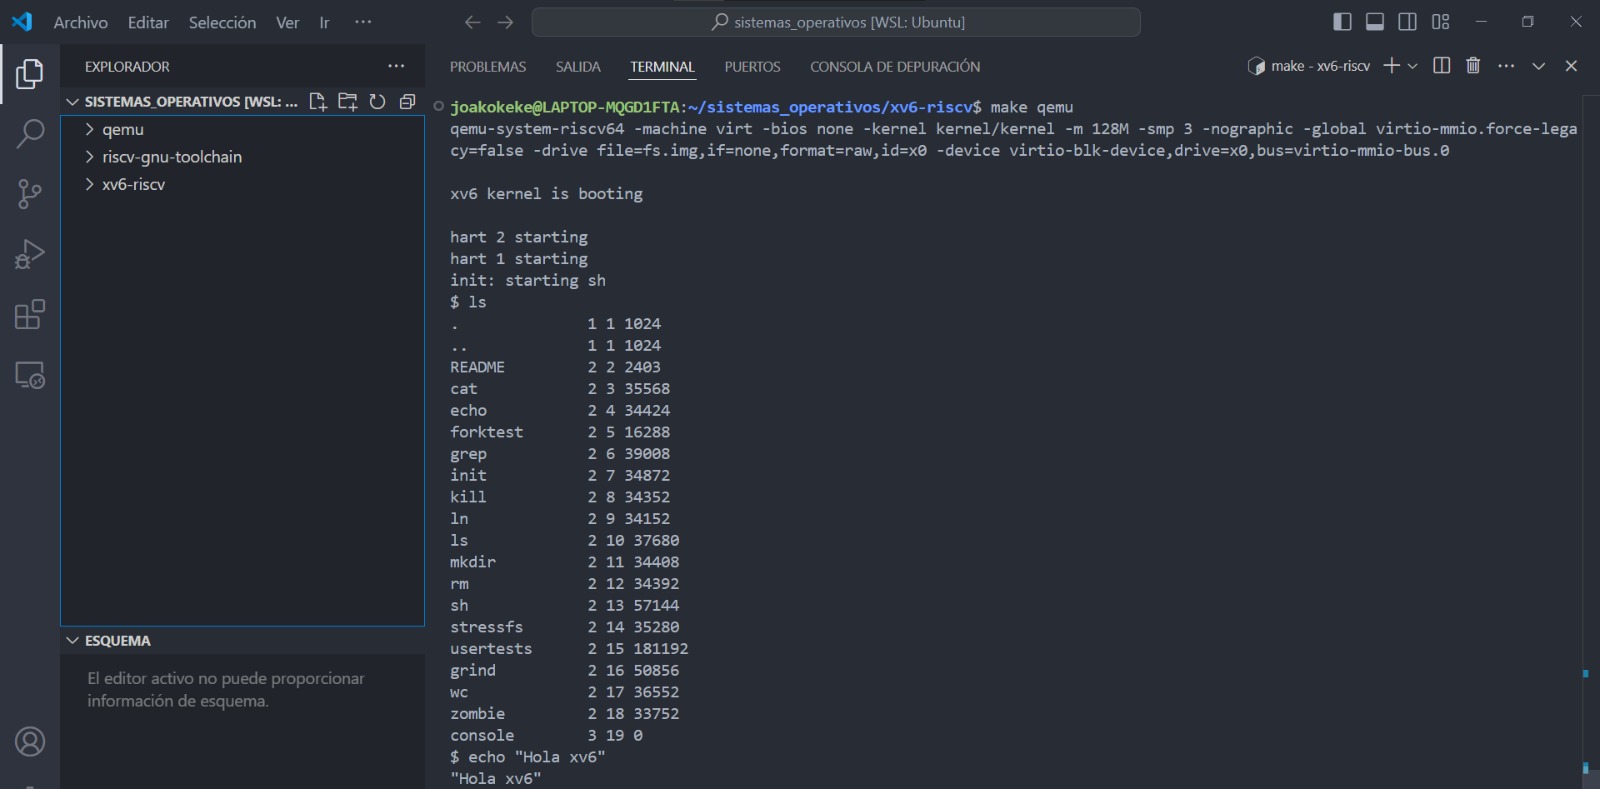 Archivo Editar Selección Ver Ir ···
sistemas_operativos [WSL: Ubuntu]
EXPLORADOR
SISTEMAS_OPERATIVOS [WSL: ...
qemu
riscv-gnu-toolchain
xv6-riscv
ESQUEMA
El editor activo no puede proporcionar
información de esquema.
PROBLEMAS SALIDA TERMINAL PUERTOS CONSOLA DE DEPURACIÓN
make - xv6-riscv
joakokeke@LAPTOP-MQGD1FTA:~/sistemas_operativos/xv6-riscv$ make qemu
qemu-system-riscv64 -machine virt -bios none -kernel kernel/kernel -m 128M -smp 3 -nographic -global virtio-mmio.force-lega
cy=false -drive file=fs.img,if=none,format=raw,id=x0 -device virtio-blk-device,drive=x0,bus=virtio-mmio-bus.0
xv6 kernel is booting
hart 2 starting
hart 1 starting
init: starting sh
$ ls
. 1 1 1024
.. 1 1 1024
README 2 2 2403
cat 2 3 35568
echo 2 4 34424
forktest 2 5 16288
grep 2 6 39008
init 2 7 34872
kill 2 8 34352
ln 2 9 34152
ls 2 10 37680
mkdir 2 11 34408
rm 2 12 34392
sh 2 13 57144
stressfs 2 14 35280
usertests 2 15 181192
grind 2 16 50856
wc 2 17 36552
zombie 2 18 33752
console 3 19 0
$ echo "Hola xv6"
"Hola xv6"